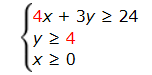 4x + 3y ≥ 24
y ≥ 4
x ≥ 0